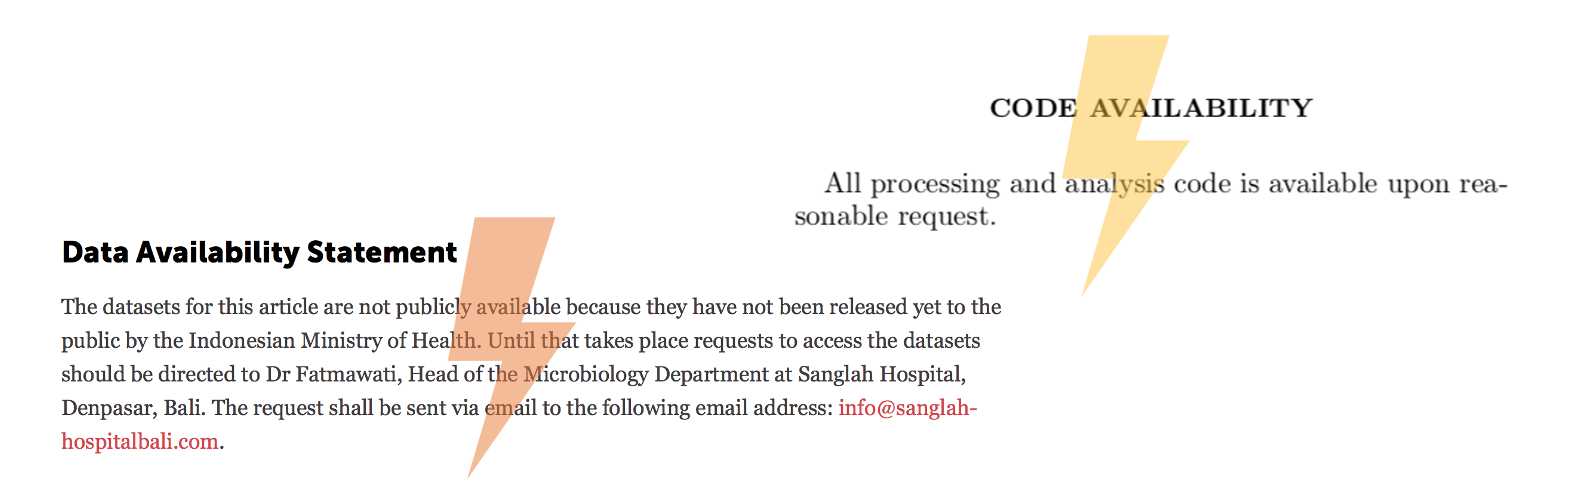 CODE AVAILABILITY
All processing and analysis code is available upon rea-
sonable request.
Data Availability Statement
The datasets for this article are not publicly available because they have not been released yet to the
public by the Indonesian Ministry of Health. Until that takes place requests to access the datasets
should be directed to Dr Fatmawati, Head of the Microbiology Department at Sanglah Hospital,
Denpasar, Bali. The request shall be sent via email to the following email address: info@sanglah-
hospitalbali.com.